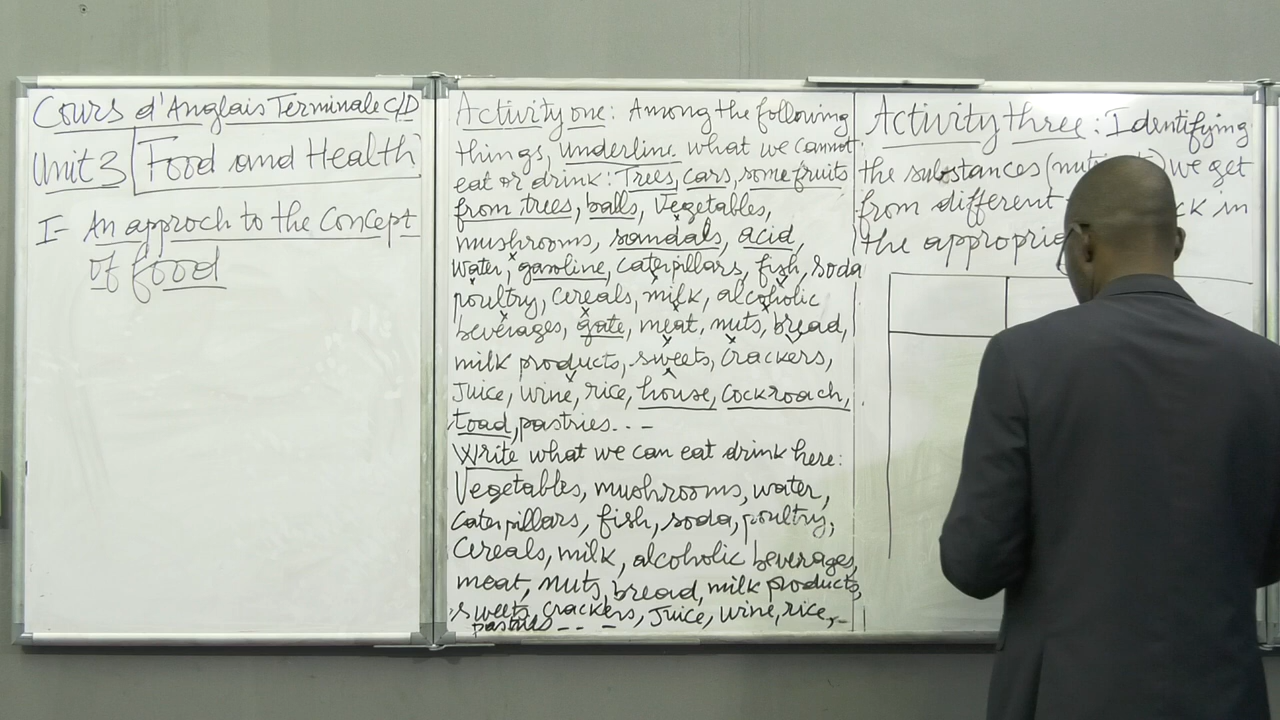 Cours d'Anglais Terminale C/D
Unit 3 Food and Health
I- An approch to the Concept
of food
Activity one: Among the following
things, underline what we cannot
eat or drink: Trees, cars, some fruits
from trees, balls, vegetables,
mushrooms, sandals, acid,
water, gasoline, caterpillars, fish, soda
poultry, cereals, milk, alcoholic
beverages, gate, meat, nuts, bread,
milk products, sweets, crackers,
Juice, wine, rice, house, cockroach,
toad, pastries...
Write what we can eat drink here:
Vegetables, mushrooms, water,
caterpillars, fish, soda, poultry,
Cereals, milk, alcoholic beverages,
meat, nuts, bread, milk products,
sweets, crackers, Juice, wine, rice,
pastries...
Activity three: Identifying
the substances ( we get
from different in
the